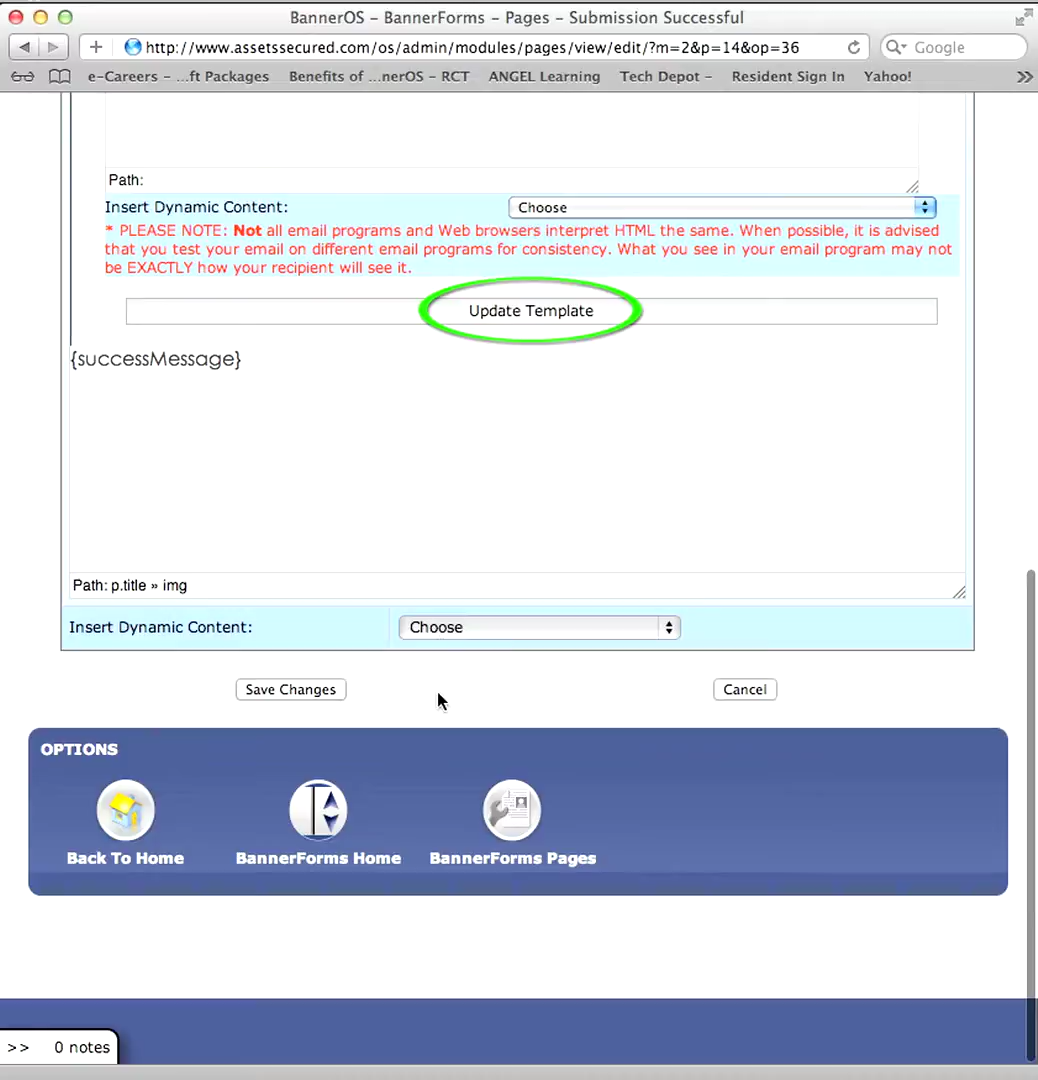 BannerOS – BannerForms – Pages – Submission Successful
http://www.assetssecured.com/os/admin/modules/pages/view/edit/?m=2&p=14&op=36
Google
e-Careers – ...ft Packages Benefits of ...nerOS – RCT ANGEL Learning Tech Depot – Resident Sign In Yahoo! >>
Path:
Insert Dynamic Content: Choose
* PLEASE NOTE: Not all email programs and Web browsers interpret HTML the same. When possible, it is advised
that you test your email on different email programs for consistency. What you see in your email program may not
be EXACTLY how your recipient will see it.
Update Template
{successMessage}
Path: p.title » img
Insert Dynamic Content: Choose
Save Changes Cancel
OPTIONS
Back To Home BannerForms Home BannerForms Pages
>> 0 notes